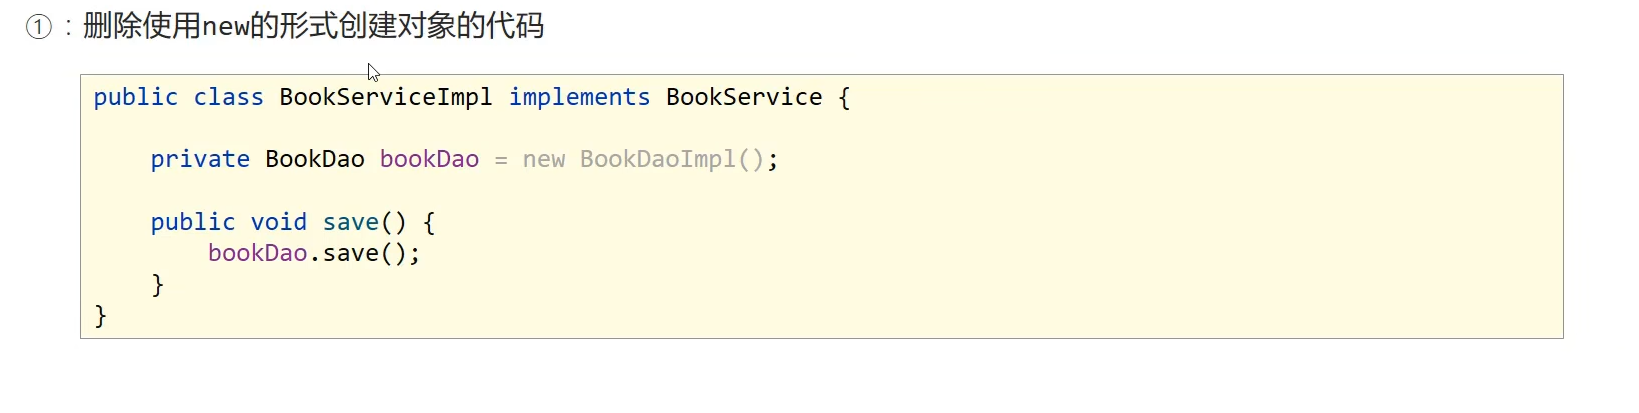 ①：删除使用new的形式创建对象的代码
public class BookServiceImpl implements BookService {
    private BookDao bookDao = new BookDaoImpl();
    public void save() {
        bookDao.save();
    }
}